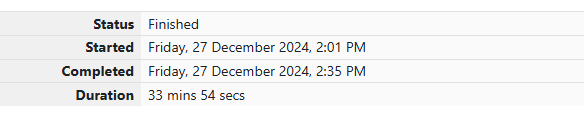 Status Finished
Started Friday, 27 December 2024, 2:01 PM
Completed Friday, 27 December 2024, 2:35 PM
Duration 33 mins 54 secs